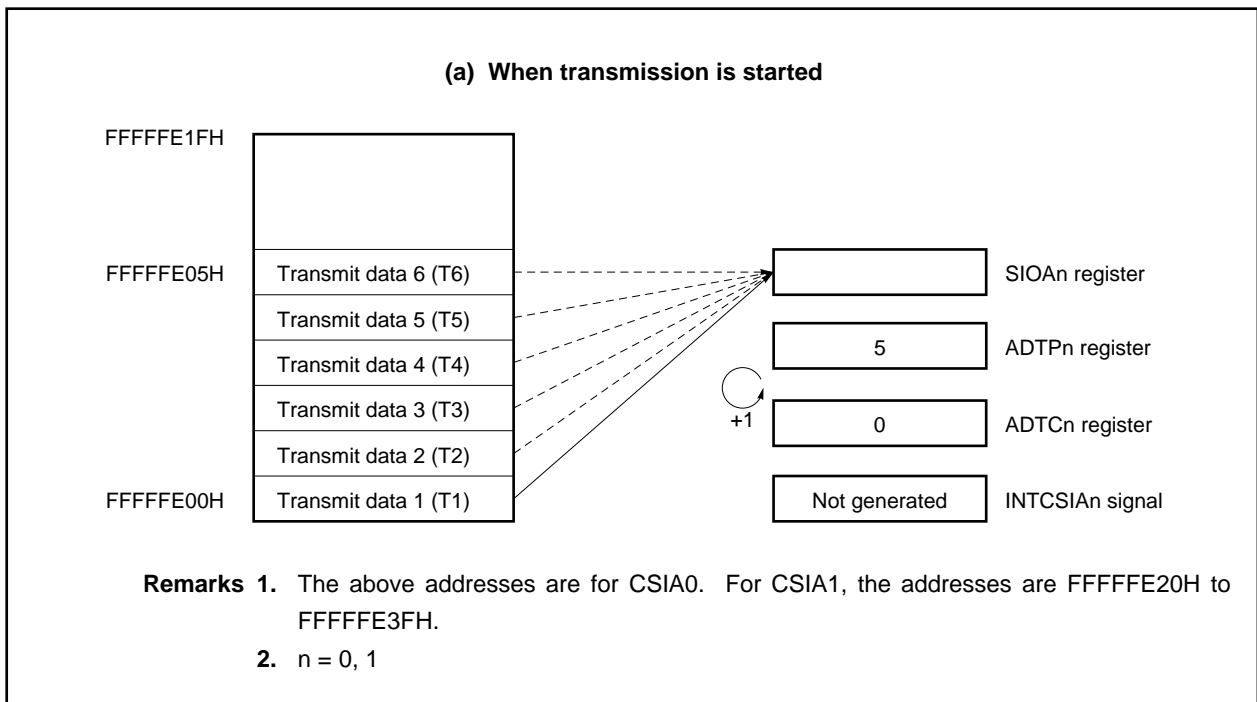 (a) When transmission is started
FFFFFE1FH
FFFFFE05H Transmit data 6 (T6) SIOAn register
Transmit data 5 (T5) 5 ADTPn register
Transmit data 4 (T4)
Transmit data 3 (T3) +1 0 ADTCn register
Transmit data 2 (T2)
FFFFFE00H Transmit data 1 (T1) Not generated INTCSIAn signal
Remarks 1. The above addresses are for CSIA0. For CSIA1, the addresses are FFFFFE20H to
FFFFFE3FH.
2. n = 0, 1